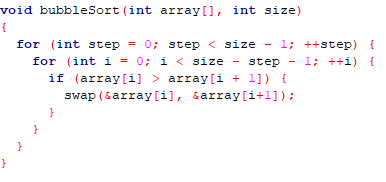 void bubbleSort(int array[], int size)
{
  for (int step = 0; step < size - 1; ++step) {
    for (int i = 0; i < size - step - 1; ++i) {
      if (array[i] > array[i + 1]) {
        swap(&array[i], &array[i+1]);
      }
    }
  }
}